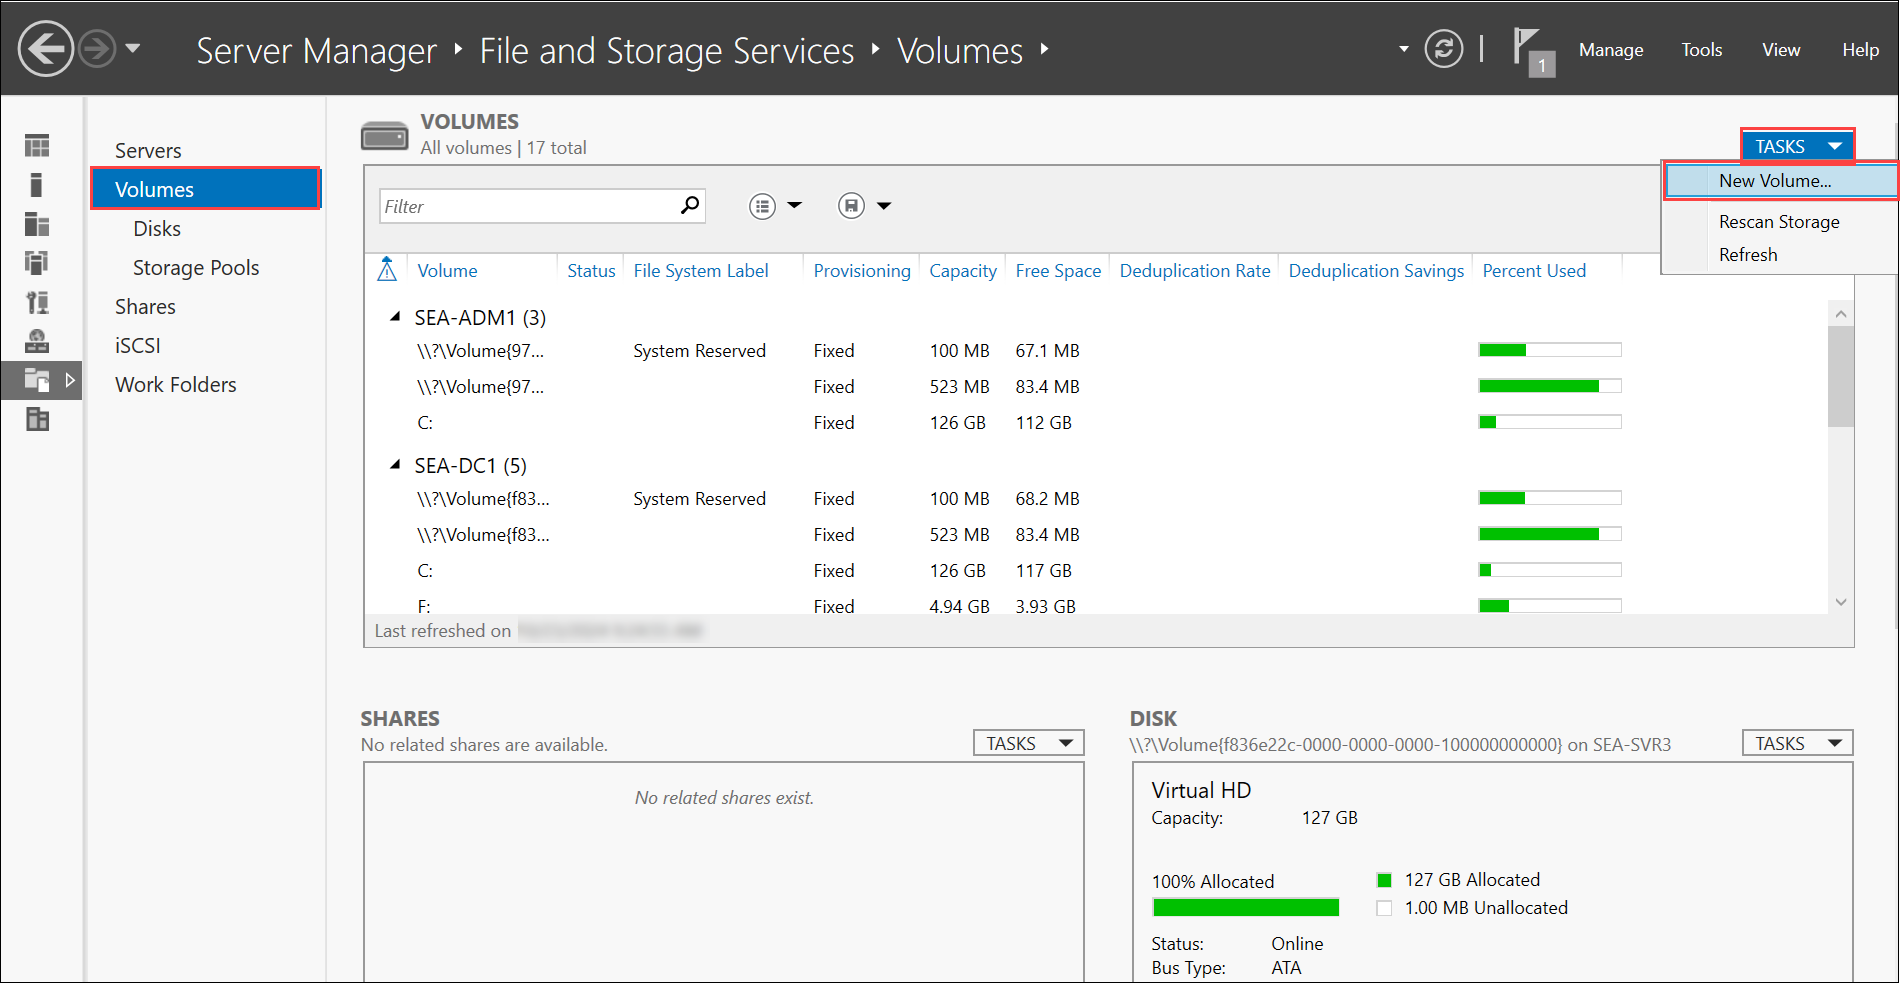 Server Manager ‣ File and Storage Services ‣ Volumes ‣
1
Manage Tools View Help
Servers
Volumes
Disks
Storage Pools
Shares
iSCSI
Work Folders
VOLUMES
All volumes | 17 total
TASKS
New Volume...
Rescan Storage
Refresh
Filter
Volume Status File System Label Provisioning Capacity Free Space Deduplication Rate Deduplication Savings Percent Used
SEA-ADM1 (3)
\\?\Volume{97... System Reserved Fixed 100 MB 67.1 MB
\\?\Volume{97... Fixed 523 MB 83.4 MB
C: Fixed 126 GB 112 GB
SEA-DC1 (5)
\\?\Volume{f83... System Reserved Fixed 100 MB 68.2 MB
\\?\Volume{f83... Fixed 523 MB 83.4 MB
C: Fixed 126 GB 117 GB
F: Fixed 4.94 GB 3.93 GB
Last refreshed on
SHARES
No related shares are available.
TASKS
No related shares exist.
DISK
\\?\Volume{f836e22c-0000-0000-0000-100000000000} on SEA-SVR3
TASKS
Virtual HD
Capacity: 127 GB
100% Allocated
127 GB Allocated
1.00 MB Unallocated
Status: Online
Bus Type: ATA